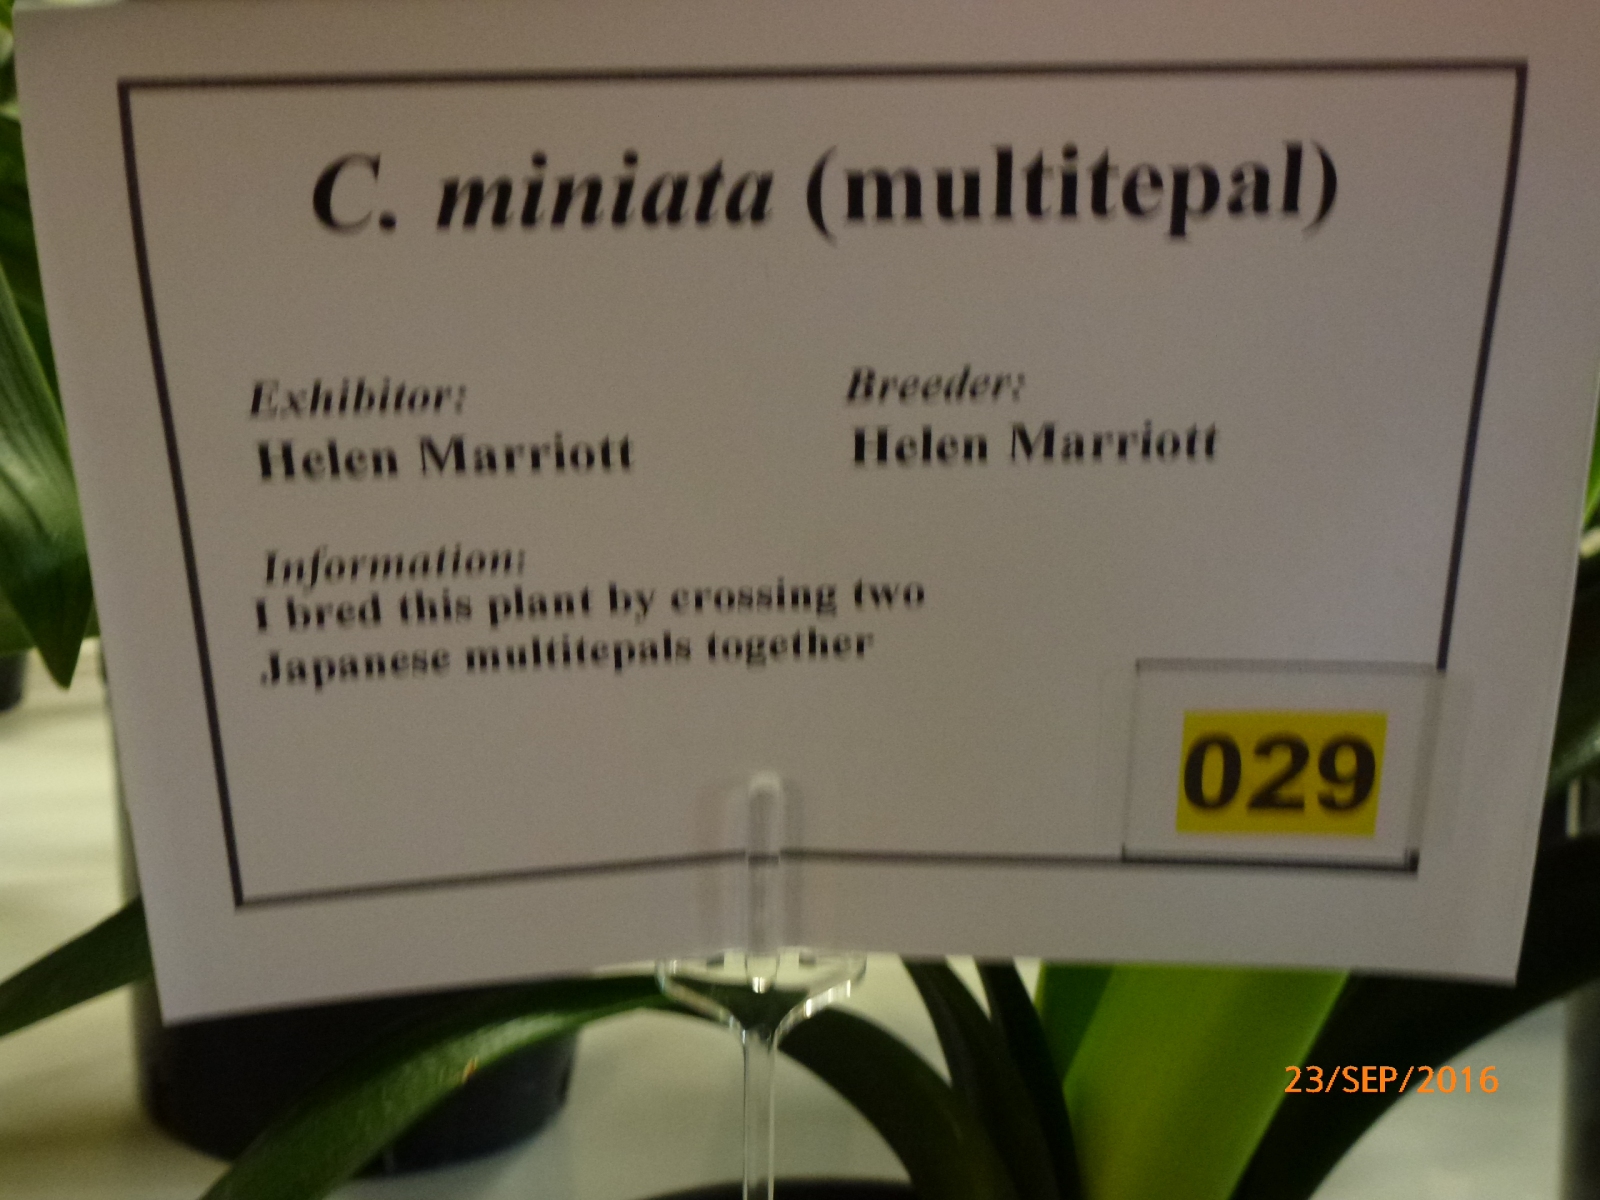 C. miniata (multitepal)
Exhibitor:
Helen Marriott
Breeder:
Helen Marriott
Information:
I bred this plant by crossing two
Japanese multitepals together
029
23/SEP/2016